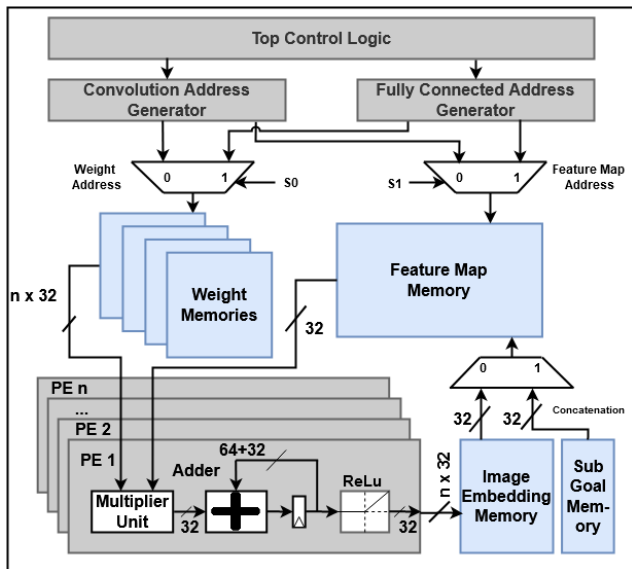 Top Control Logic
Convolution Address
Generator
Fully Connected Address
Generator
Weight
Address
0 1
S0
S1
0 1
Feature Map
Address
Weight
Memories
Feature Map
Memory
n x 32
32
0 1
Concatenation
32
32
PE n
...
PE 2
PE 1
Adder
64+32
ReLu
Multiplier
Unit
32
32
n x 32
Image
Embedding
Memory
Sub
Goal
Mem-
ory